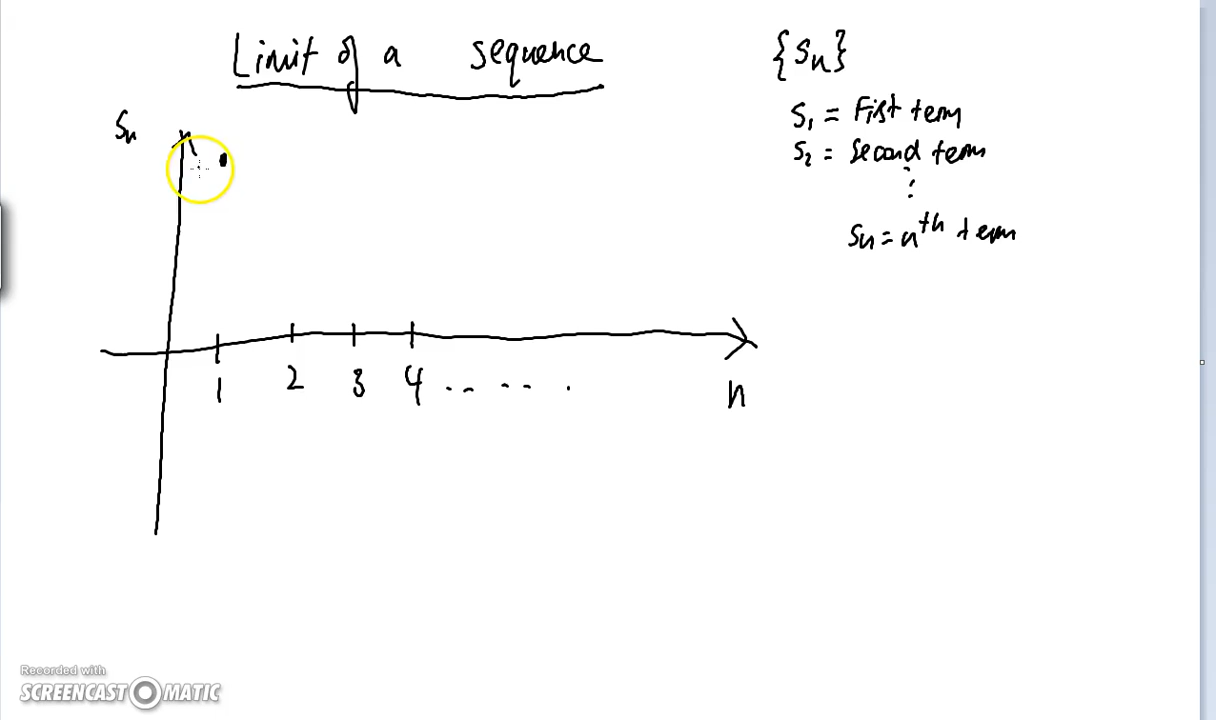 Limit of a sequence
{Sn}
S1 = First term
S2 = Second term
⋮
Sn = nth term
Sn
1 2 3 4 .. .. .. . n
Recorded with
SCREENCAST-O-MATIC